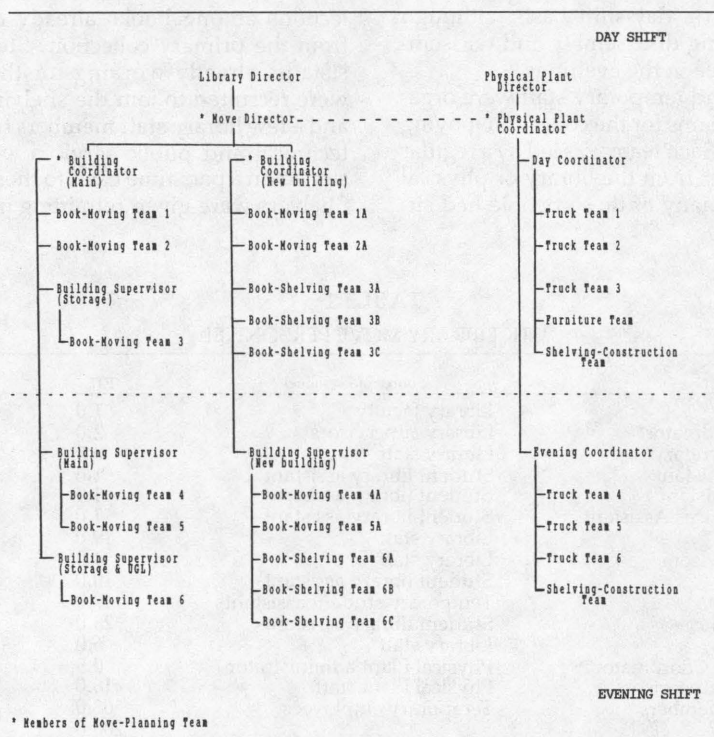 DAY SHIFT
Library Director
Physical Plant
Director
* Move Director
* Physical Plant
Coordinator
* Building
Coordinator
(Main)
* Building
Coordinator
(New building)
Day Coordinator
Book-Moving Team 1
Book-Moving Team 1A
Truck Team 1
Book-Moving Team 2
Book-Moving Team 2A
Truck Team 2
Building Supervisor
(Storage)
Book-Shelving Team 3A
Truck Team 3
Book-Moving Team 3
Book-Shelving Team 3B
Furniture Team
Book-Shelving Team 3C
Shelving-Construction
Team
Building Supervisor
(Main)
Building Supervisor
(New building)
Evening Coordinator
Book-Moving Team 4
Book-Moving Team 4A
Truck Team 4
Book-Moving Team 5
Book-Moving Team 5A
Truck Team 5
Building Supervisor
(Storage & UGL)
Book-Shelving Team 6A
Truck Team 6
Book-Moving Team 6
Book-Shelving Team 6B
Shelving-Construction
Team
Book-Shelving Team 6C
EVENING SHIFT
* Members of Move-Planning Team